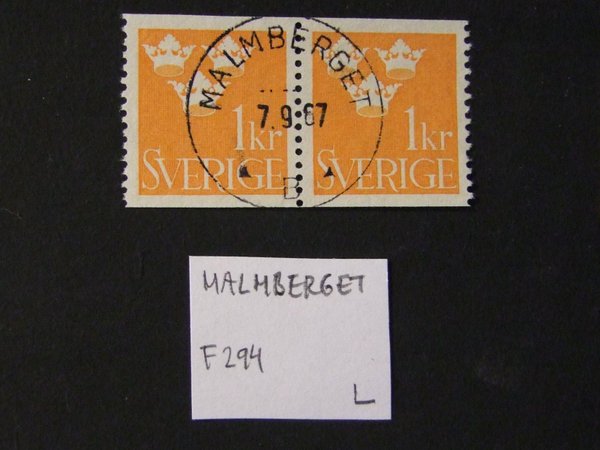 MALMBERGET
7.9.67
B
1kr
SVERIGE
1kr
SVERIGE
MALMBERGET
F294
L